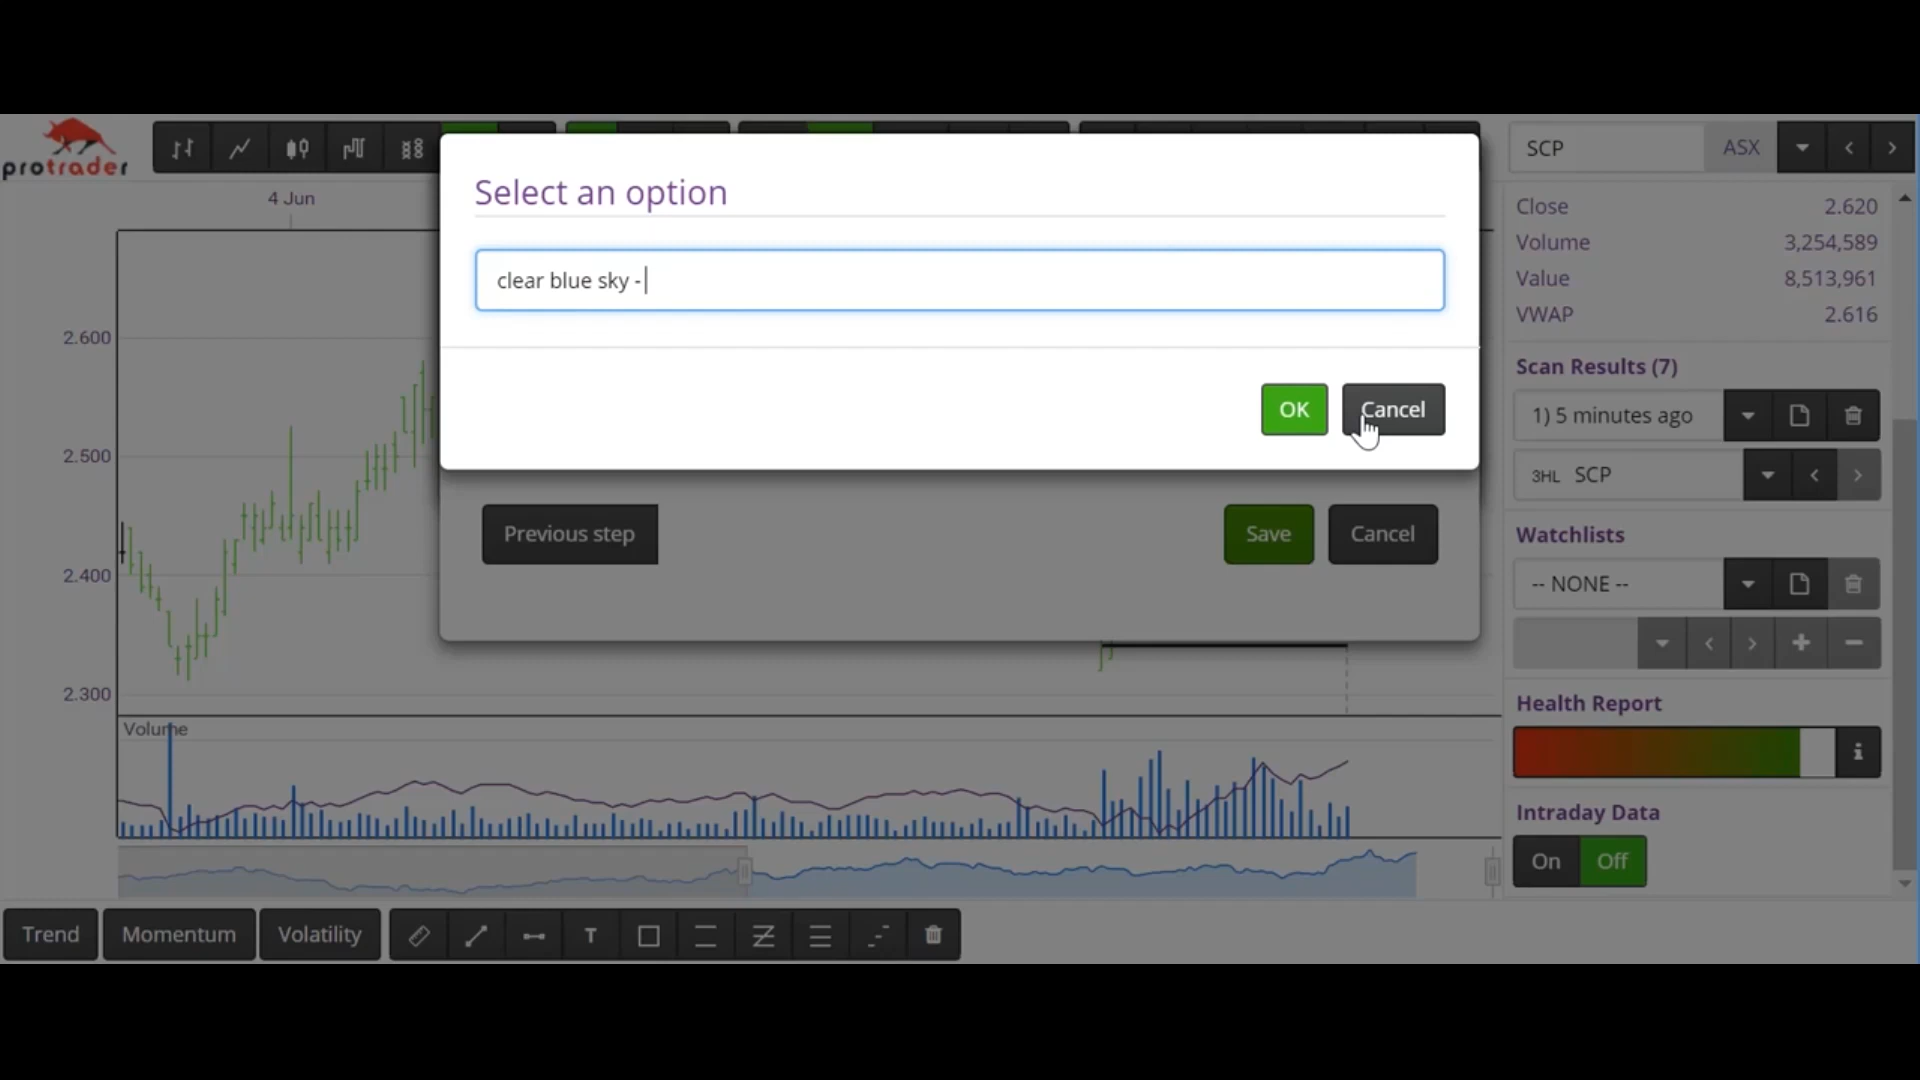 protrader
SCP
ASX
4 Jun
Select an option
clear blue sky -
OK
Cancel
Previous step
Save
Cancel
2.600
2.500
2.400
2.300
Volume
Close 2.620
Volume 3,254,589
Value 8,513,961
VWAP 2.616
Scan Results (7)
1) 5 minutes ago
3HL SCP
Watchlists
-- NONE --
Health Report
Intraday Data
On
Off
Trend
Momentum
Volatility
T